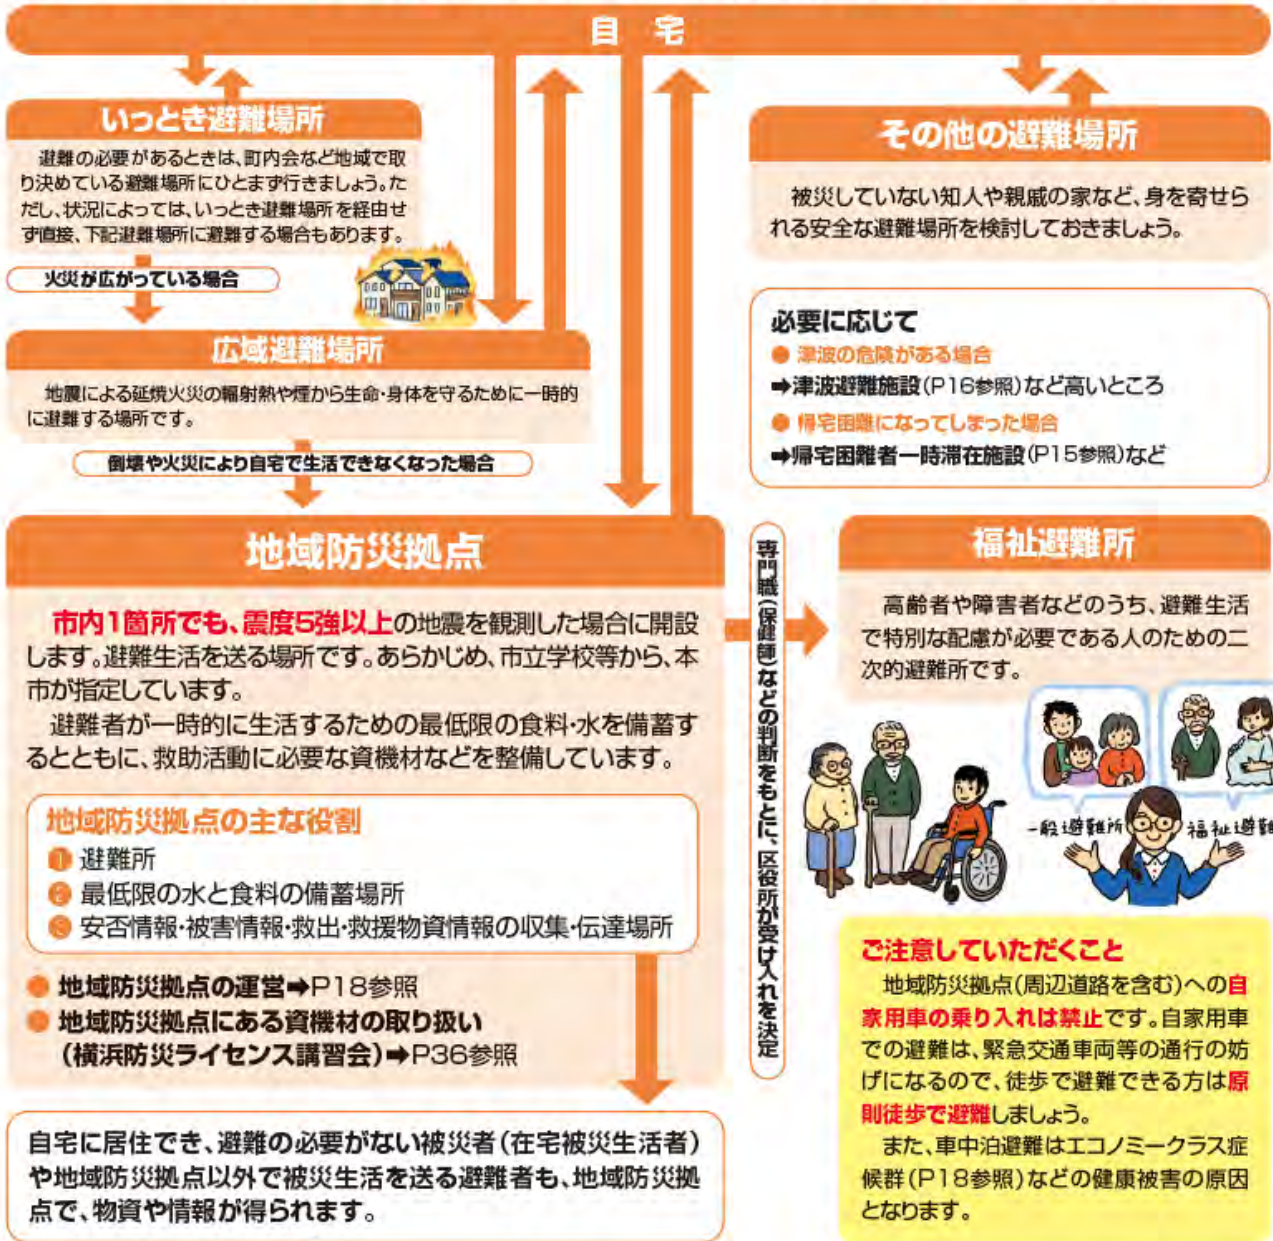 自宅
いっとき避難場所
避難の必要があるときは、町内会など地域で取
り決めている避難場所にひとまず行きましょう。た
だし、状況によっては、いっとき避難場所を経由せ
ず直接、下記避難場所に避難する場合もあります。
火災が広がっている場合
広域避難場所
地震による延焼火災の輻射熱や煙から生命・身体を守るために一時的
に避難する場所です。
倒壊や火災により自宅で生活できなくなった場合
その他の避難場所
被災していない知人や親戚の家など、身を寄せら
れる安全な避難場所を検討しておきましょう。
必要に応じて
● 津波の危険がある場合
➡津波避難施設(P16参照)など高いところ
● 帰宅困難になってしまった場合
➡帰宅困難者一時滞在施設(P15参照)など
地域防災拠点
市内1箇所でも、震度5強以上の地震を観測した場合に開設
します。避難生活を送る場所です。あらかじめ、市立学校等から、本
市が指定しています。
避難者が一時的に生活するための最低限の食料・水を備蓄す
るとともに、救助活動に必要な資機材などを整備しています。
地域防災拠点の主な役割
❶ 避難所
❷ 最低限の水と食料の備蓄場所
❸ 安否情報・被害情報・救出・救援物資情報の収集・伝達場所
● 地域防災拠点の運営➡P18参照
● 地域防災拠点にある資機材の取り扱い
(横浜防災ライセンス講習会)➡P36参照
自宅に居住でき、避難の必要がない被災者(在宅被災生活者)
や地域防災拠点以外で被災生活を送る避難者も、地域防災拠
点で、物資や情報が得られます。
専門職(保健師)などの判断をもとに、区役所が受け入れを決定
福祉避難所
高齢者や障害者などのうち、避難生活
で特別な配慮が必要である人のための二
次的避難所です。
一般避難所
福祉避難
ご注意していただくこと
地域防災拠点(周辺道路を含む)への自
家用車の乗り入れは禁止です。自家用車
での避難は、緊急交通車両等の通行の妨
げになるので、徒歩で避難できる方は原
則徒歩で避難しましょう。
また、車中泊避難はエコノミークラス症
候群(P18参照)などの健康被害の原因
となります。